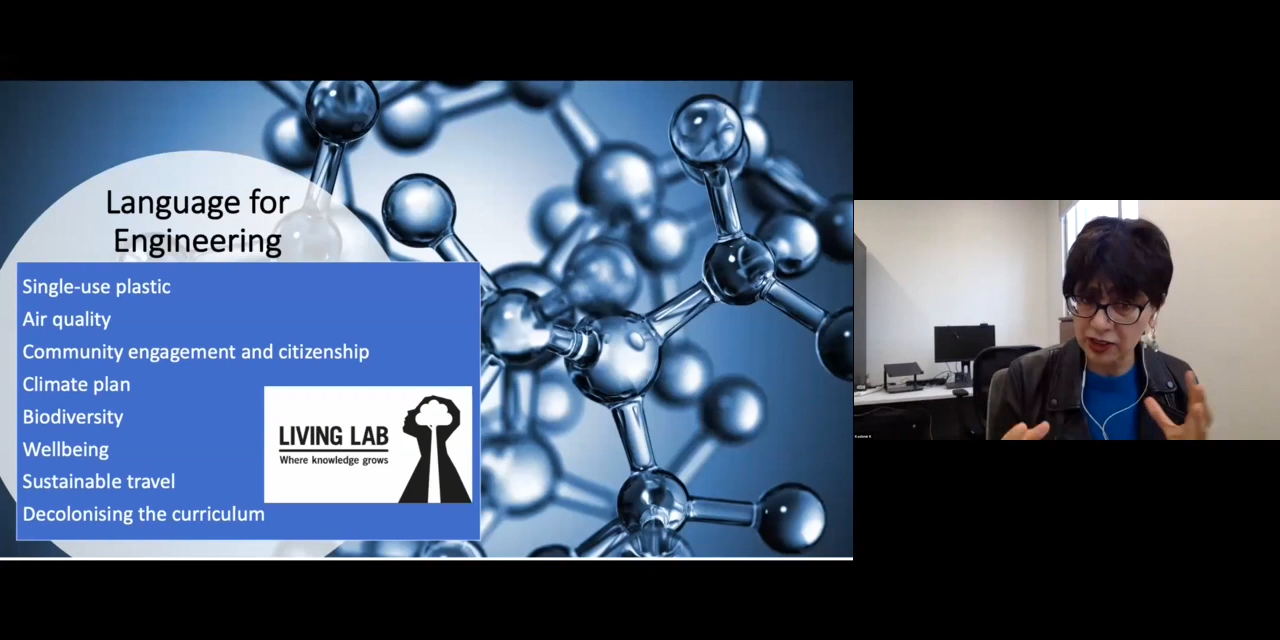 Language for
Engineering
Single-use plastic
Air quality
Community engagement and citizenship
Climate plan
Biodiversity
Wellbeing
Sustainable travel
Decolonising the curriculum
LIVING LAB
Where knowledge grows